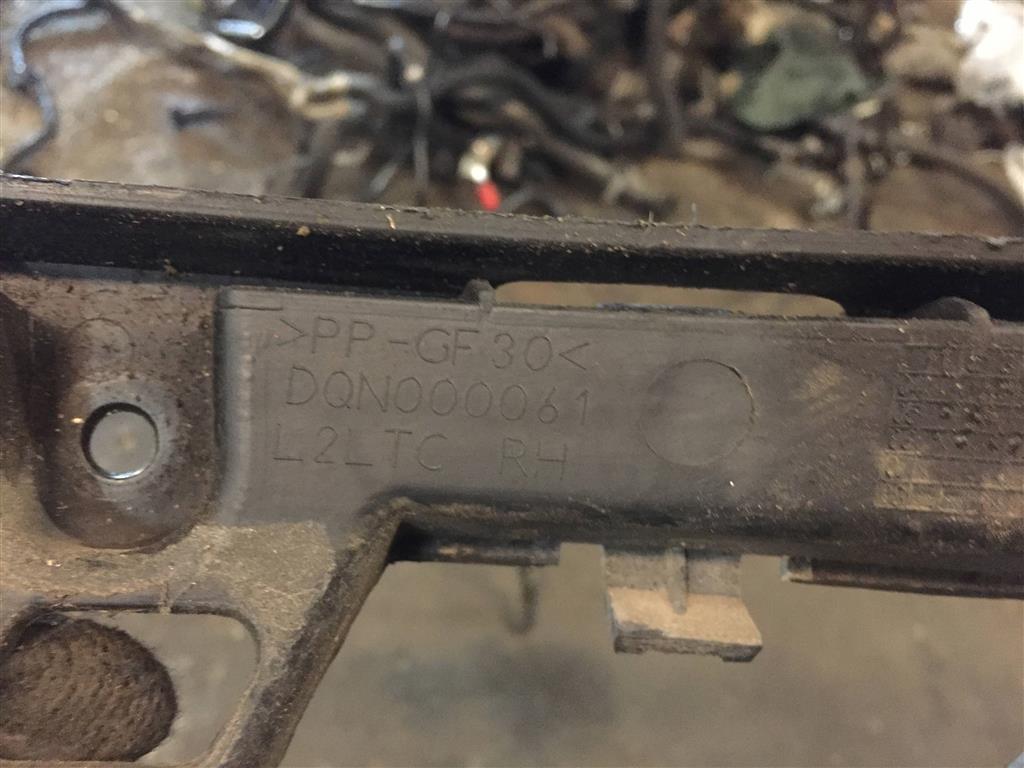 >PP-GF30<
DQN000061
L2LTC RH